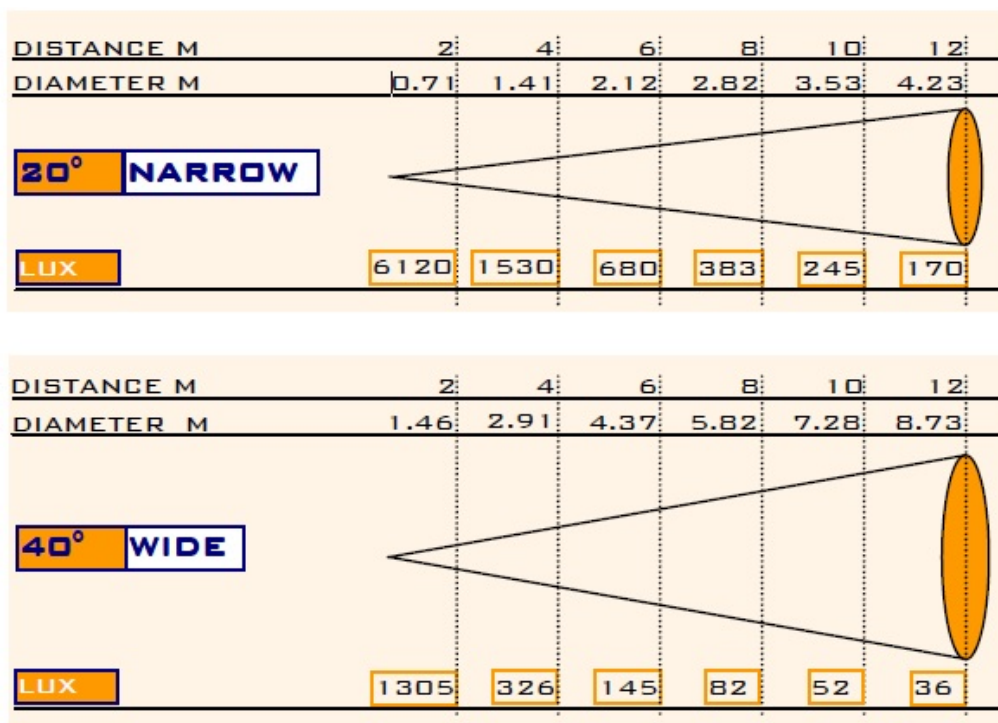 DISTANCE M 2 4 6 8 10 12
DIAMETER M 0.71 1.41 2.12 2.82 3.53 4.23
20° NARROW
LUX 6120 1530 680 383 245 170
DISTANCE M 2 4 6 8 10 12
DIAMETER M 1.46 2.91 4.37 5.82 7.28 8.73
40° WIDE
LUX 1305 326 145 82 52 36